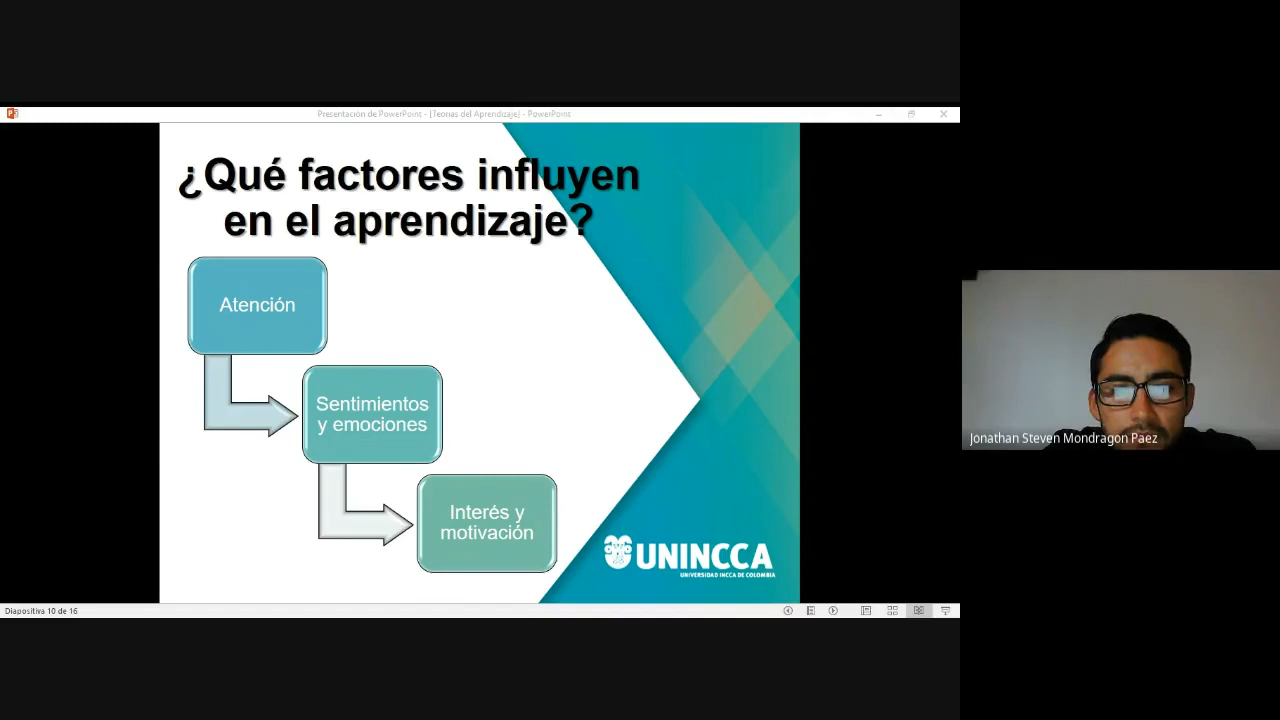 Presentación de PowerPoint - [Teorías del Aprendizaje] - PowerPoint
¿Qué factores influyen
en el aprendizaje?
Atención
Sentimientos
y emociones
Interés y
motivación
UNINCCA
UNIVERSIDAD INCCA DE COLOMBIA
Jonathan Steven Mondragon Paez
Diapositiva 10 de 16